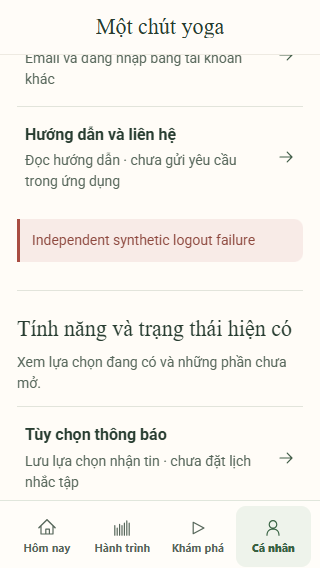 Một chút yoga
Email và đăng nhập bằng tài khoản
khác
Hướng dẫn và liên hệ
Đọc hướng dẫn · chưa gửi yêu cầu
trong ứng dụng
Independent synthetic logout failure
Tính năng và trạng thái hiện có
Xem lựa chọn đang có và những phần chưa
mở.
Tùy chọn thông báo
Lưu lựa chọn nhận tin · chưa đặt lịch
nhắc tập
Hôm nay
Hành trình
Khám phá
Cá nhân